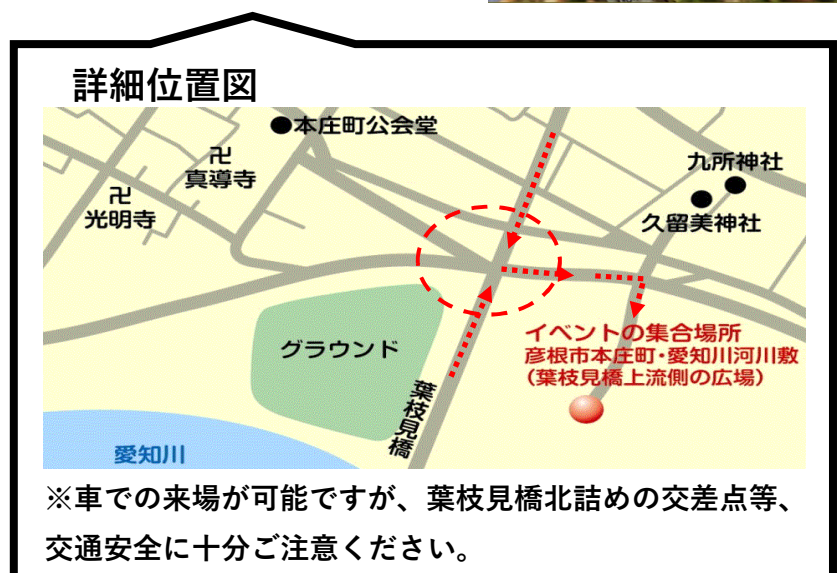 詳細位置図
●本庄町公会堂
卍
真導寺
卍
光明寺
九所神社
久留美神社
グラウンド
イベントの集合場所
彦根市本庄町・愛知川河川敷
(葉枝見橋上流側の広場)
葉枝見橋
愛知川
※車での来場が可能ですが、葉枝見橋北詰めの交差点等、
交通安全に十分ご注意ください。